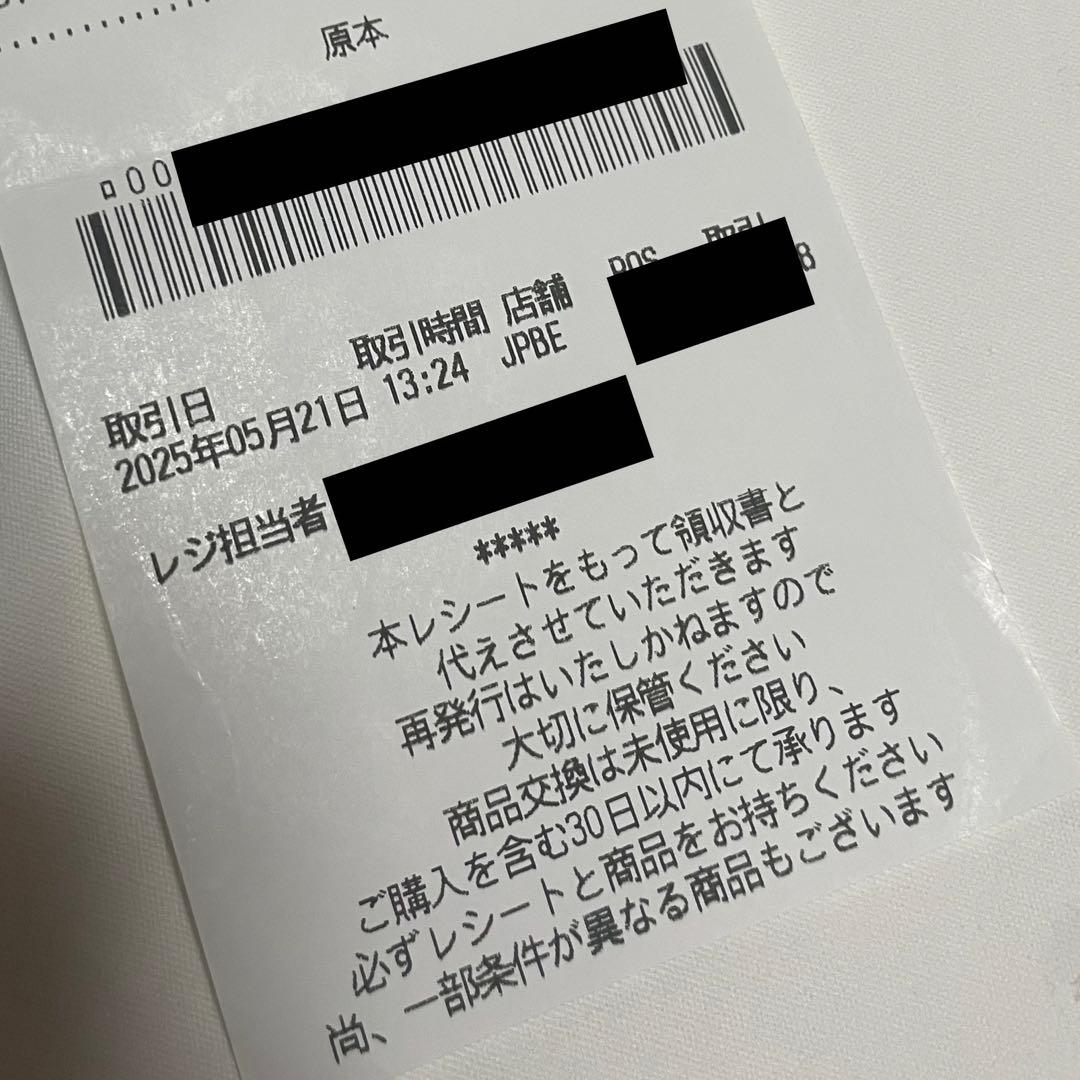 原本
¤00
取引日 取引時間 店舗 POS 取引
2025年05月21日 13:24 JPBE 8
レジ担当者
*****
本レシートをもって領収書と
代えさせていただきます
再発行はいたしかねますので
大切に保管ください
商品交換は未使用に限り、
ご購入を含む30日以内にて承ります
必ずレシートと商品をお持ちください
尚、一部条件が異なる商品もございます